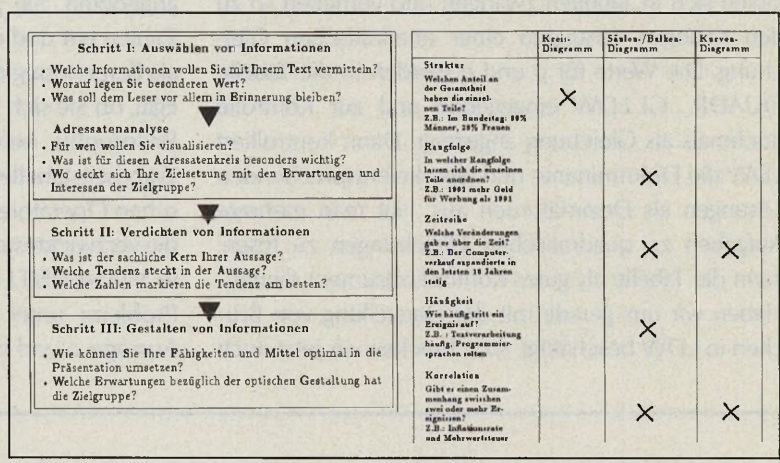 Schritt I: Auswählen von Informationen
• Welche Informationen wollen Sie mit Ihrem Text vermitteln?
• Worauf legen Sie besonderen Wert?
• Was soll dem Leser vor allem in Erinnerung bleiben?
Adressatenanalyse
• Für wen wollen Sie visualisieren?
• Was ist für diesen Adressatenkreis besonders wichtig?
• Wo deckt sich Ihre Zielsetzung mit den Erwartungen und
Interessen der Zielgruppe?
Schritt II: Verdichten von Informationen
• Was ist der sachliche Kern Ihrer Aussage?
• Welche Tendenz steckt in der Aussage?
• Welche Zahlen markieren die Tendenz am besten?
Schritt III: Gestalten von Informationen
• Wie können Sie Ihre Fähigkeiten und Mittel optimal in die
Präsentation umsetzen?
• Welche Erwartungen bezüglich der optischen Gestaltung hat
die Zielgruppe?
Kreis- Säulen-/Balken- Kurven-
Diagramm Diagramm Diagramm
Struktur
Welchen Anteil an
der Gesamtheit
haben die einzel-
nen Teile?
Z.B.: Im Bundestag: 80%
Männer, 20% Frauen
Rangfolge
In welcher Rangfolge
lassen sich die einzelnen
Teile anordnen?
Z.B.: mehr Geld
für Werbung als 1991
Zeitreihe
Welche Veränderungen
gab es über die Zeit?
Z.B.: Der Computer-
verkauf expandierte in
den letzten 10 Jahren
stetig
Häufigkeit
Wie häufig tritt ein
Ereignis auf?
Z.B.: Textverarbeitung
häufig, Programmier-
sprachen selten
Korrelation
Gibt es einen Zusam-
menhang zwischen
zwei oder mehr Er-
eignissen?
Z.B.: Inflationsrate
und Mehrwertsteuer